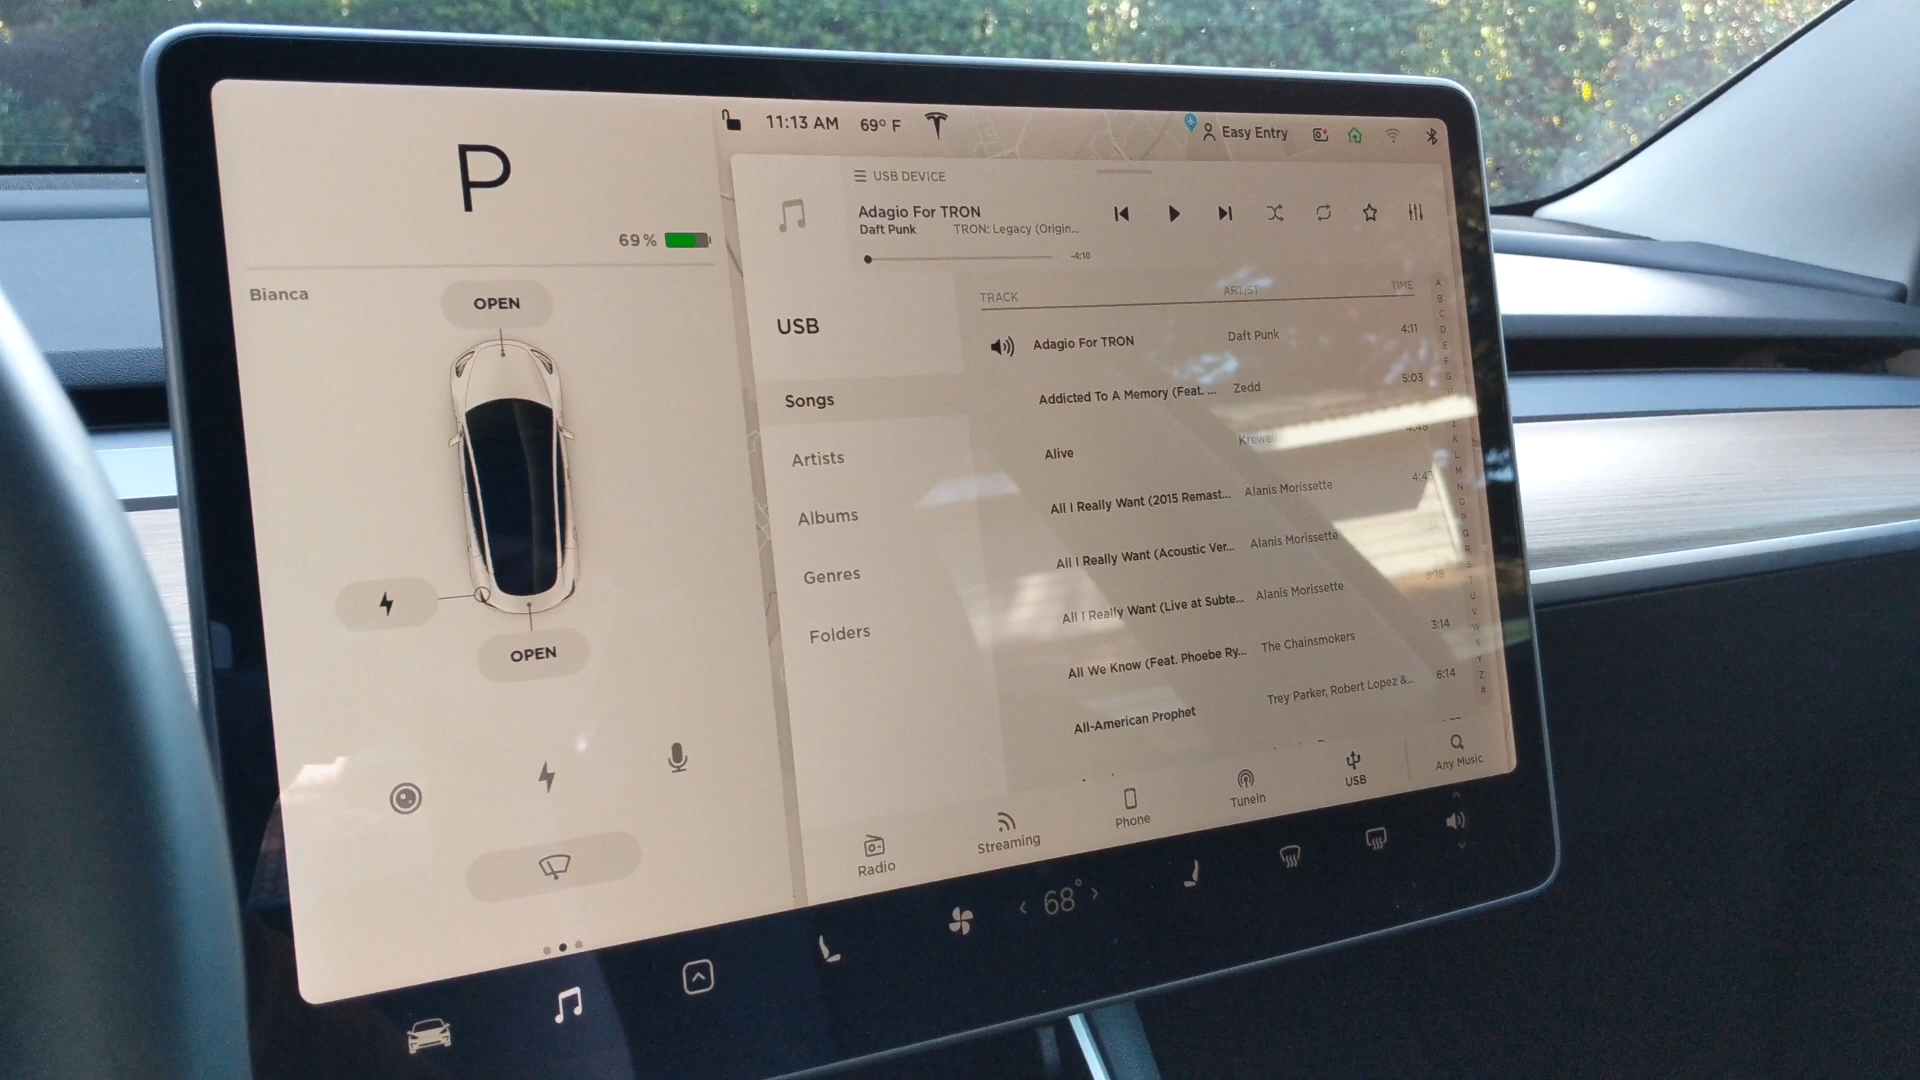 P
69%
Bianca
OPEN
OPEN
11:13 AM 69° F
Easy Entry
USB DEVICE
Adagio For TRON
Daft Punk TRON: Legacy (Origin...
-4:10
USB
Songs
Artists
Albums
Genres
Folders
TRACK ARTIST TIME
Adagio For TRON Daft Punk 4:11
Addicted To A Memory (Feat. ... Zedd 5:03
Alive Krewella 4:48
All I Really Want (2015 Remast... Alanis Morissette
All I Really Want (Acoustic Ver... Alanis Morissette
All I Really Want (Live at Subte... Alanis Morissette
All We Know (Feat. Phoebe Ry... The Chainsmokers 3:14
All-American Prophet Trey Parker, Robert Lopez &... 6:14
A
B
C
D
E
F
G
K
L
M
N
O
P
Q
R
S
T
U
V
W
X
Y
Z
#
Radio
Streaming
Phone
TuneIn
USB
Any Music
< 68° >